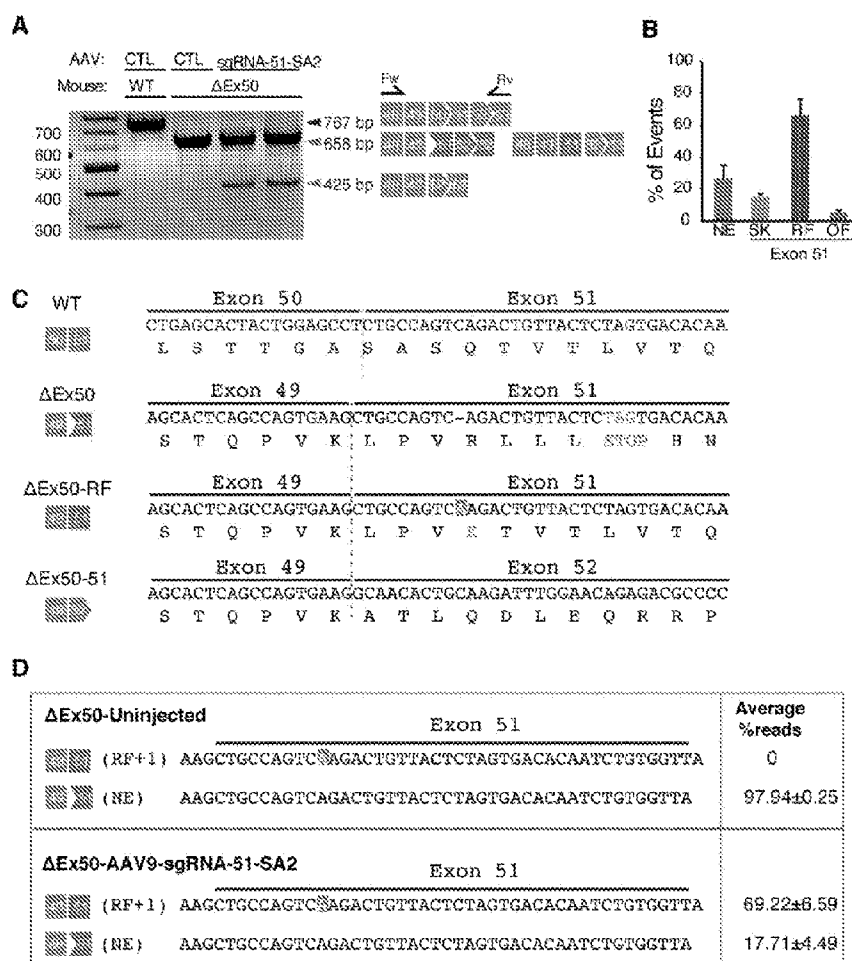 A
AAV: CTL CTL sgRNA-51-SA2
Mouse: WT ΔEx50
700
600
500
400
300
767 bp
658 bp
425 bp
Fw Rv
B
% of Events
100
80
60
40
20
0
NE SK RF OF
Exon 51
C
WT
Exon 50 Exon 51
CTGAGCACTACTGGAGCCTCTGCCAGTCAGACTGTTACTCTAGTGACACAA
L S T T G A S A S Q T V T L V T Q
ΔEx50
Exon 49 Exon 51
AGCACTCAGCCAGTGAAGCTGCCAGTC-AGACTGTTACTCTAGTGACACAA
S T Q P V K L P V R L L L STOP H N
ΔEx50-RF
Exon 49 Exon 51
AGCACTCAGCCAGTGAAGCTGCCAGTC AGACTGTTACTCTAGTGACACAA
S T Q P V K L P V T V T L V T Q
ΔEx50-51
Exon 49 Exon 52
AGCACTCAGCCAGTGAAGGCAACACTGCAAGATTTGGAACAGAGACGCCCC
S T Q P V K A T L Q D L E Q R R P
D
ΔEx50-Uninjected
Exon 51
Average
%reads
(RF+1) AAGCTGCCAGTC AGACTGTTACTCTAGTGACACAATCTGTGGTTA 0
(NE) AAGCTGCCAGTCAGACTGTTACTCTAGTGACACAATCTGTGGTTA 97.94±0.25
ΔEx50-AAV9-sgRNA-51-SA2
Exon 51
(RF+1) AAGCTGCCAGTC AGACTGTTACTCTAGTGACACAATCTGTGGTTA 69.22±6.59
(NE) AAGCTGCCAGTCAGACTGTTACTCTAGTGACACAATCTGTGGTTA 17.71±4.49